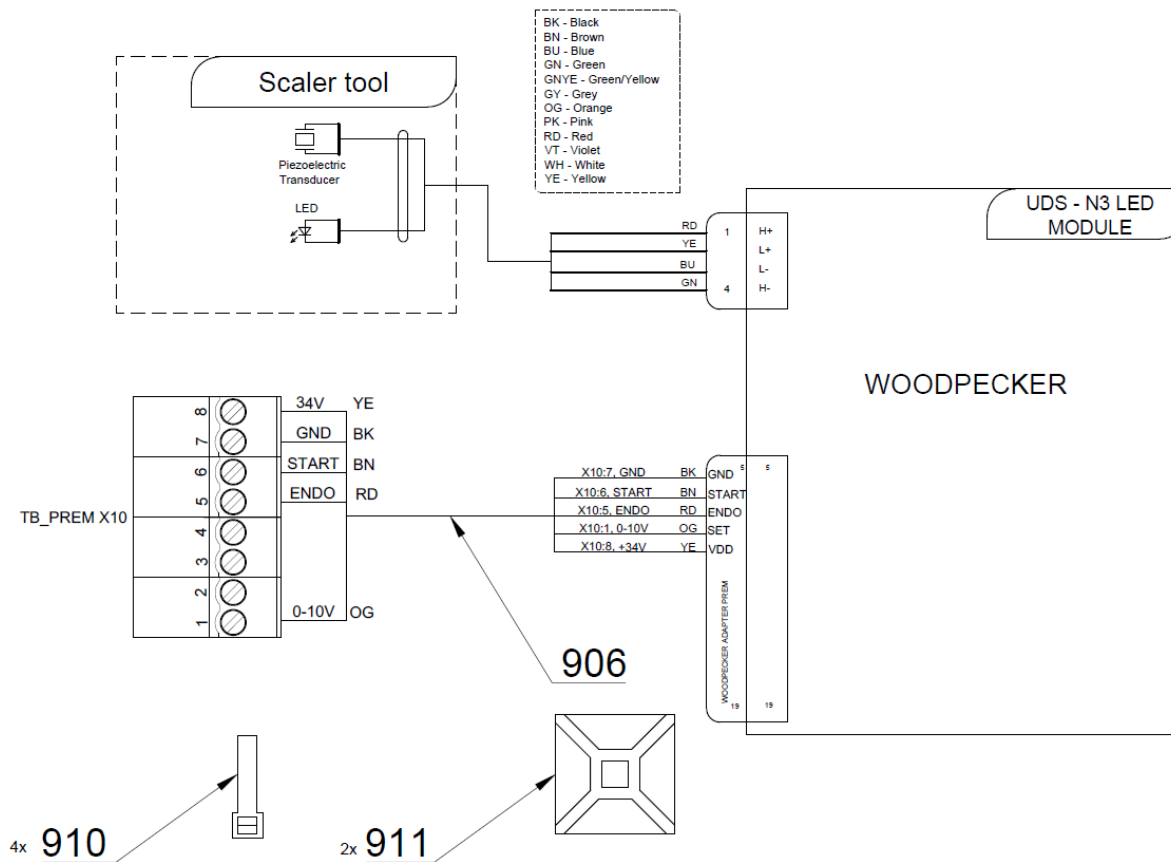 BK - Black
BN - Brown
BU - Blue
GN - Green
GNYE - Green/Yellow
GY - Grey
OG - Orange
PK - Pink
RD - Red
VT - Violet
WH - White
YE - Yellow
Scaler tool
Piezoelectric
Transducer
LED
UDS - N3 LED
MODULE
RD 1 H+
YE L+
BU L-
GN 4 H-
WOODPECKER
TB_PREM X10
8 34V YE
7 GND BK
6 START BN
5 ENDO RD
4
3
2
1 0-10V OG
X10:7, GND BK GND 5 5
X10:6, START BN START
X10:5, ENDO RD ENDO
X10:1, 0-10V OG SET
X10:8, +34V YE VDD
WOODPECKER ADAPTER PREM
19 19
906
4x 910
2x 911